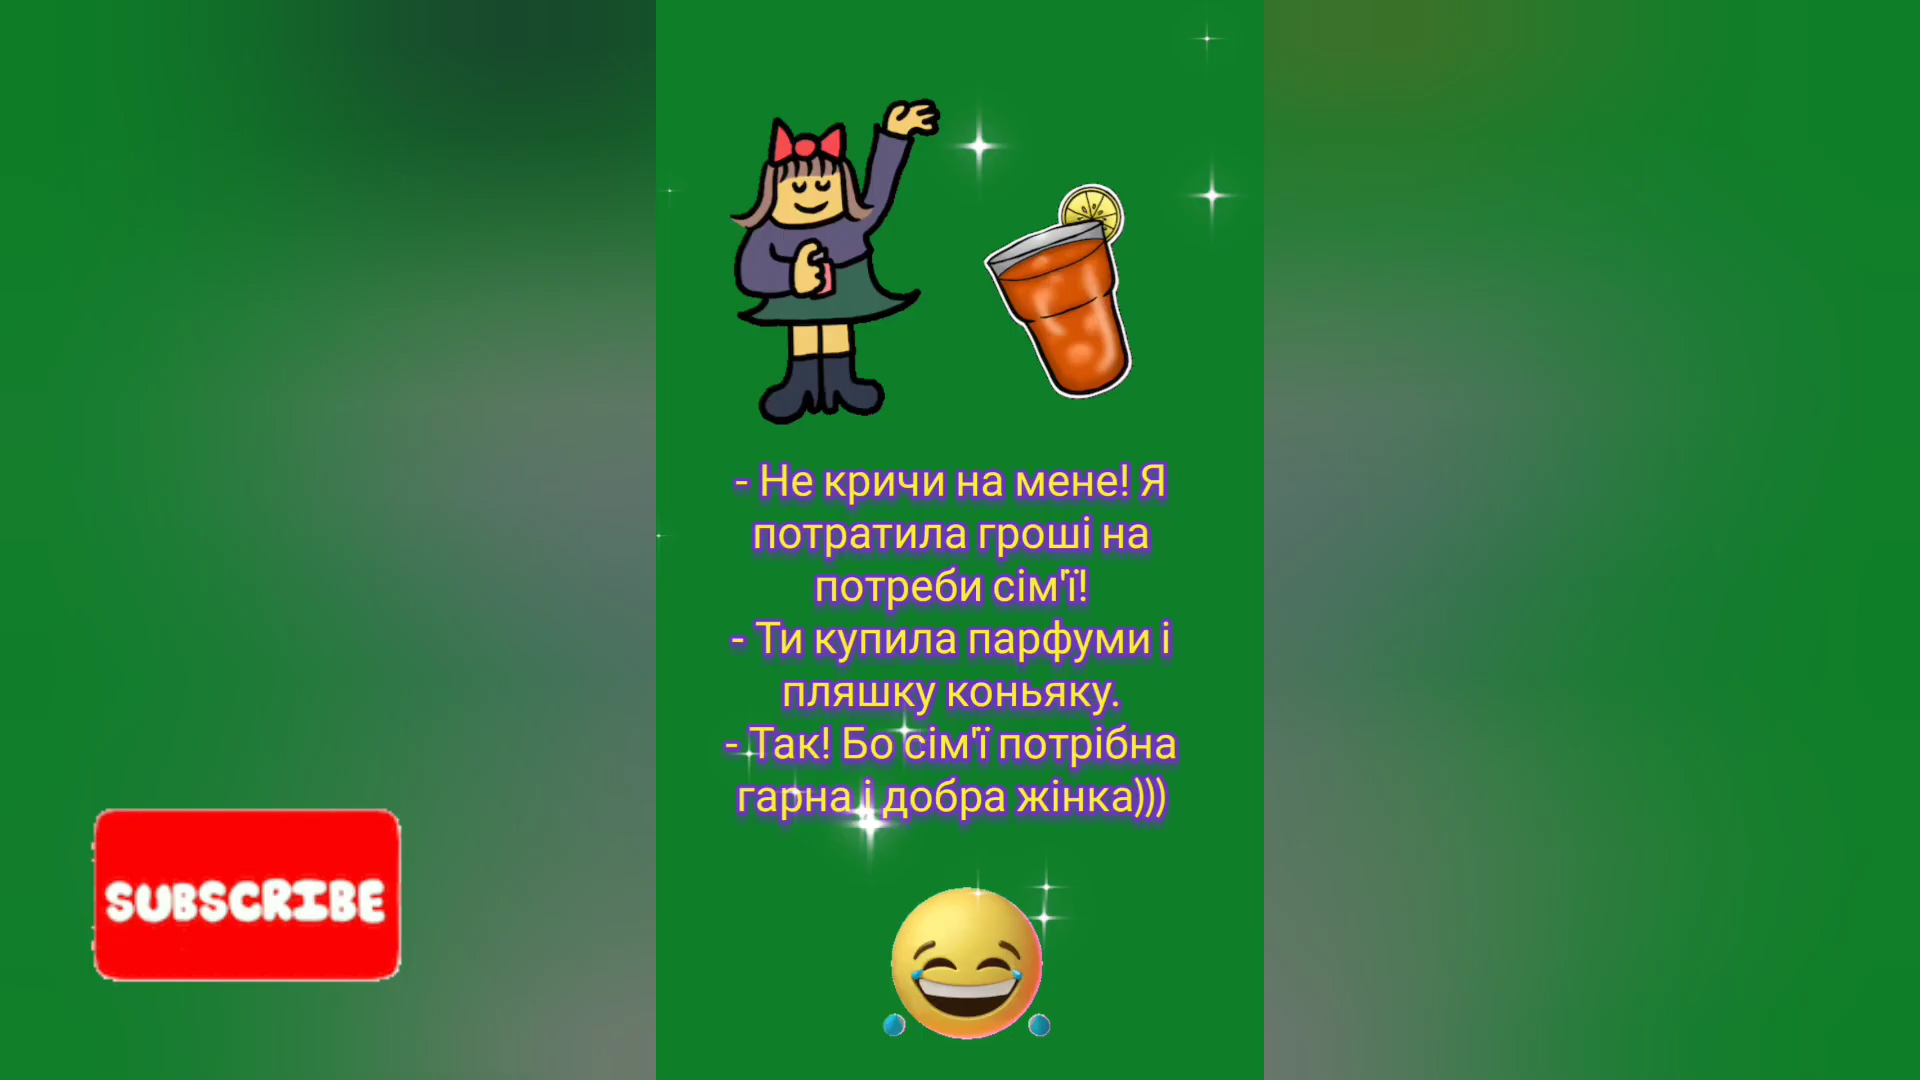 - Не кричи на мене! Я
потратила гроші на
потреби сім'ї!
- Ти купила парфуми і
пляшку коньяку.
- Так! Бо сім'ї потрібна
гарна і добра жінка)))
SUBSCRIBE